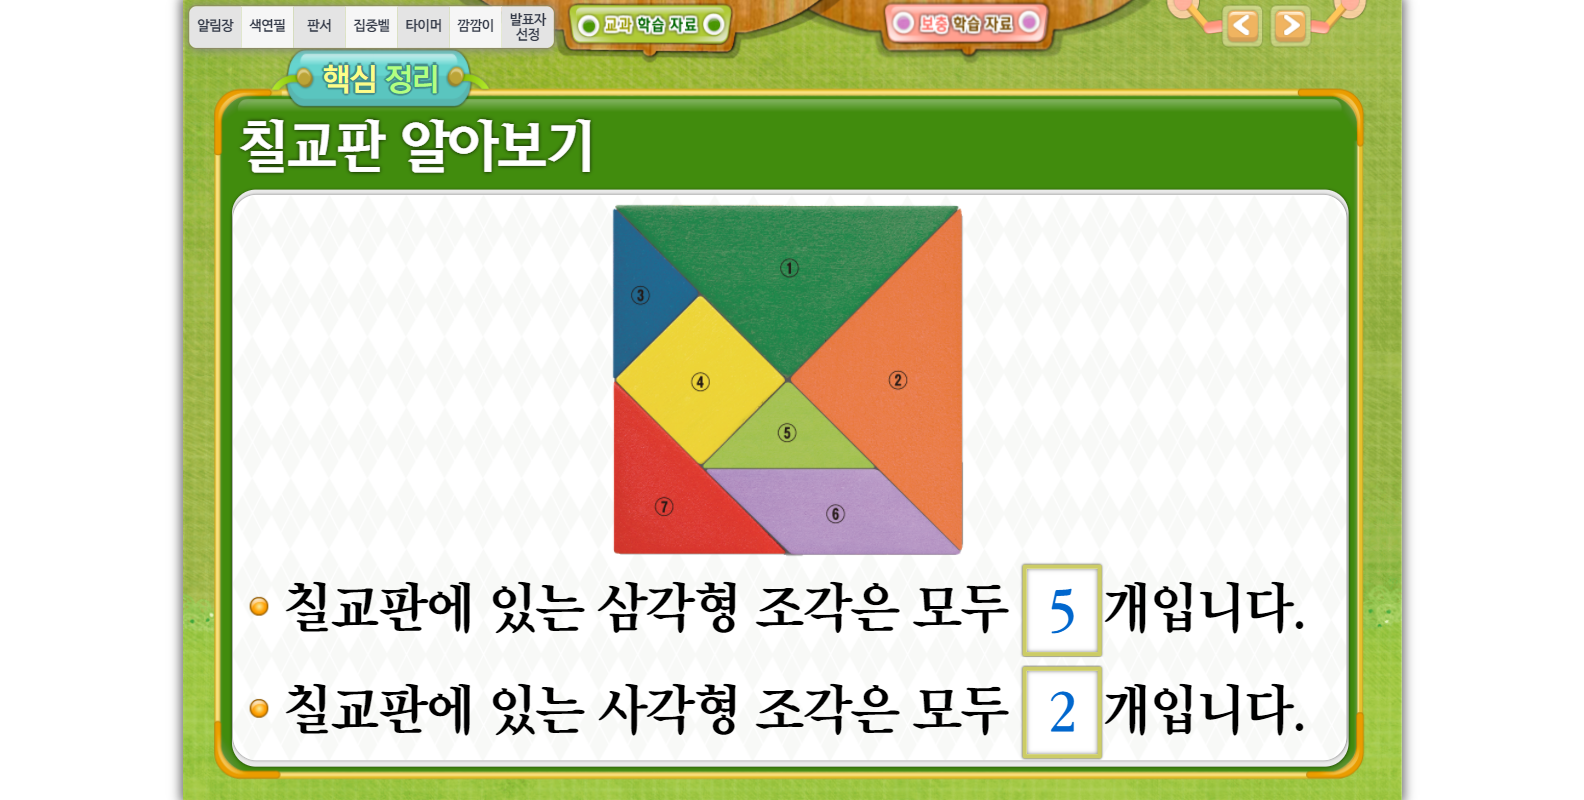 알림장 색연필 판서 집중벨 타이머 깜깜이 발표자 선정
교과 학습 자료
보충 학습 자료
핵심 정리
칠교판 알아보기
①
③
②
④
⑤
⑦
⑥
칠교판에 있는 삼각형 조각은 모두 5 개입니다.
칠교판에 있는 사각형 조각은 모두 2 개입니다.